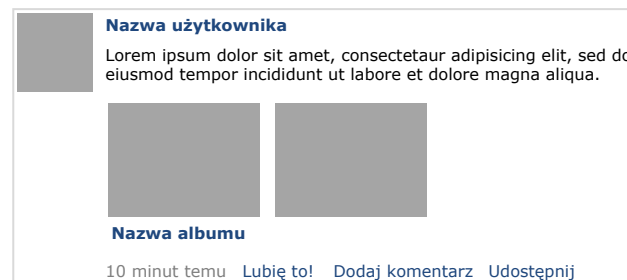 Nazwa użytkownika
Lorem ipsum dolor sit amet, consectetaur adipisicing elit, sed do
eiusmod tempor incididunt ut labore et dolore magna aliqua.
Nazwa albumu
10 minut temu Lubię to! Dodaj komentarz Udostępnij